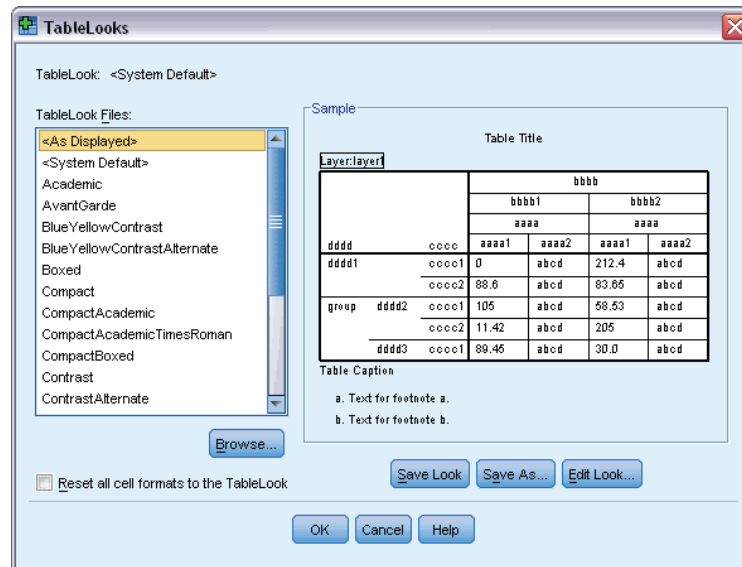 TableLooks
TableLook: <System Default>
TableLook Files:
<As Displayed>
<System Default>
Academic
AvantGarde
BlueYellowContrast
BlueYellowContrastAlternate
Boxed
Compact
CompactAcademic
CompactAcademicTimesRoman
CompactBoxed
Contrast
ContrastAlternate
Browse...
Reset all cell formats to the TableLook
Sample
Table Title
Layer:layer1
bbbb
bbbb1 bbbb2
aaaa aaaa
dddd cccc aaaa1 aaaa2 aaaa1 aaaa2
dddd1 cccc1 0 abcd 212.4 abcd
cccc2 88.6 abcd 83.65 abcd
group dddd2 cccc1 105 abcd 58.53 abcd
cccc2 11.42 abcd 205 abcd
dddd3 cccc1 89.45 abcd 30.0 abcd
Table Caption
a. Text for footnote a.
b. Text for footnote b.
Save Look Save As... Edit Look...
OK Cancel Help